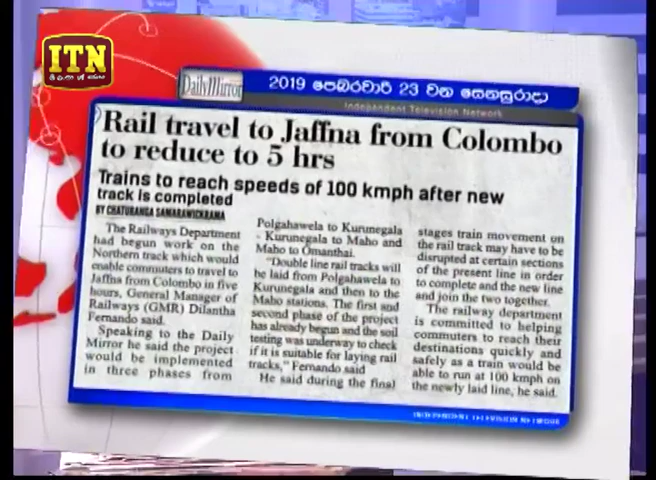 ITN
ශ්‍රී ලංකාවේ
Daily Mirror
2019 පෙබරවාරි 23 වන සෙනසුරාදා
Independent Television Network
Rail travel to Jaffna from Colombo
to reduce to 5 hrs
Trains to reach speeds of 100 kmph after new
track is completed
BY CHATURANGA SAMARAWICKRAMA
The Railways Department
had begun work on the
Northern track which would
enable commuters to travel to
Jaffna from Colombo in five
hours, General Manager of
Railways (GMR) Dilantha
Fernando said.
Speaking to the Daily
Mirror he said the project
would be implemented
in three phases from
Polgahawela to Kurunegala
- Kurunegala to Maho and
Maho to Omanthai.
"Double line rail tracks will
be laid from Polgahawela to
Kurunegala and then to the
Maho stations. The first and
second phase of the project
has already begun and the soil
testing was underway to check
if it is suitable for laying rail
tracks," Fernando said
He said during the final
stages train movement on
the rail track may have to be
disrupted at certain sections
of the present line in order
to complete and the new line
and join the two together.
The railway department
is committed to helping
commuters to reach their
destinations quickly and
safely as a train would be
able to run at 100 kmph on
the newly laid line, he said.
INDEPENDENT TELEVISION NETWORK